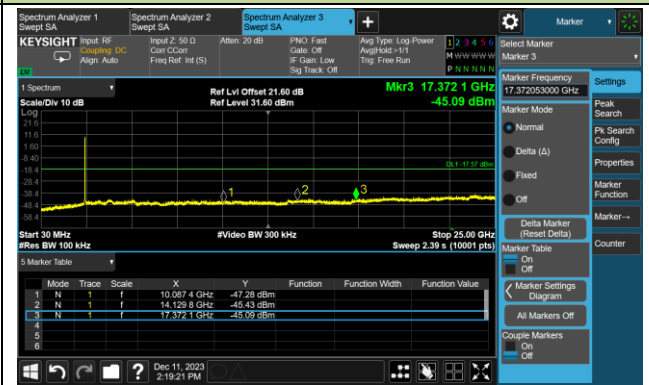 Spectrum Analyzer 1
Swept SA
Spectrum Analyzer 2
Swept SA
Spectrum Analyzer 3
Swept SA
+
Marker
KEYSIGHT
Input: RF
Coupling: DC
Align: Auto
Input Z: 50 Ω
Corr CCorr
Freq Ref: Int (S)
Atten: 20 dB
PNO: Fast
Gate: Off
IF Gain: Low
Sig Track: Off
Avg Type: Log-Power
Avg|Hold:>1/1
Trig: Free Run
1 2 3 4 5 6
M W W W W W
P N N N N N
Select Marker
Marker 3
1 Spectrum
Scale/Div 10 dB
Ref Lvl Offset 21.60 dB
Ref Level 31.60 dBm
Mkr3 17.372 1 GHz
-45.09 dBm
Log
21.6
11.6
1.60
-8.40
-18.4
-28.4
-38.4
-48.4
-58.4
DL1 -17.57 dBm
1
2
3
Start 30 MHz
#Res BW 100 kHz
#Video BW 300 kHz
Stop 25.00 GHz
Sweep 2.39 s (10001 pts)
5 Marker Table
Mode Trace Scale X Y Function Function Width Function Value
1 N 1 f 10.087 4 GHz -47.28 dBm
2 N 1 f 14.129 8 GHz -45.43 dBm
3 N 1 f 17.372 1 GHz -45.09 dBm
4
5
6
Marker Frequency
17.372053000 GHz
Marker Mode
Normal
Delta (Δ)
Fixed
Off
Delta Marker
(Reset Delta)
Marker Table
On
Off
Marker Settings
Diagram
All Markers Off
Couple Markers
On
Off
Settings
Peak
Search
Pk Search
Config
Properties
Marker
Function
Marker→
Counter
?
Dec 11, 2023
2:19:21 PM